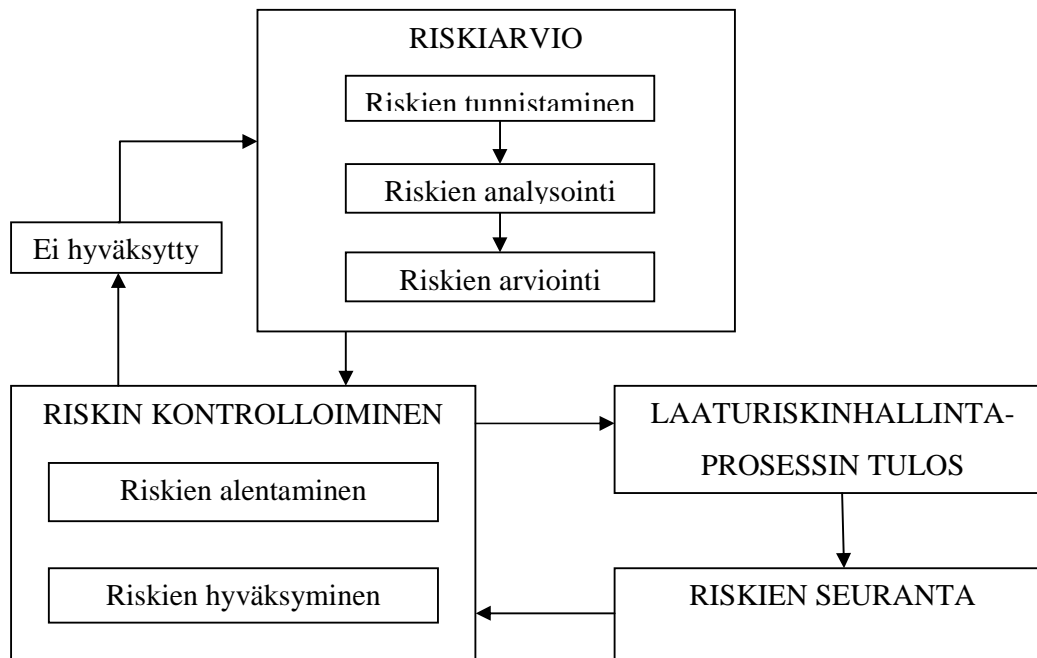 RISKIARVIO
Riskien tunnistaminen
Riskien analysointi
Ei hyväksytty
Riskien arviointi
RISKIN KONTROLLOIMINEN
Riskien alentaminen
Riskien hyväksyminen
LAATURISKINHALLINTA-
PROSESSIN TULOS
RISKIEN SEURANTA